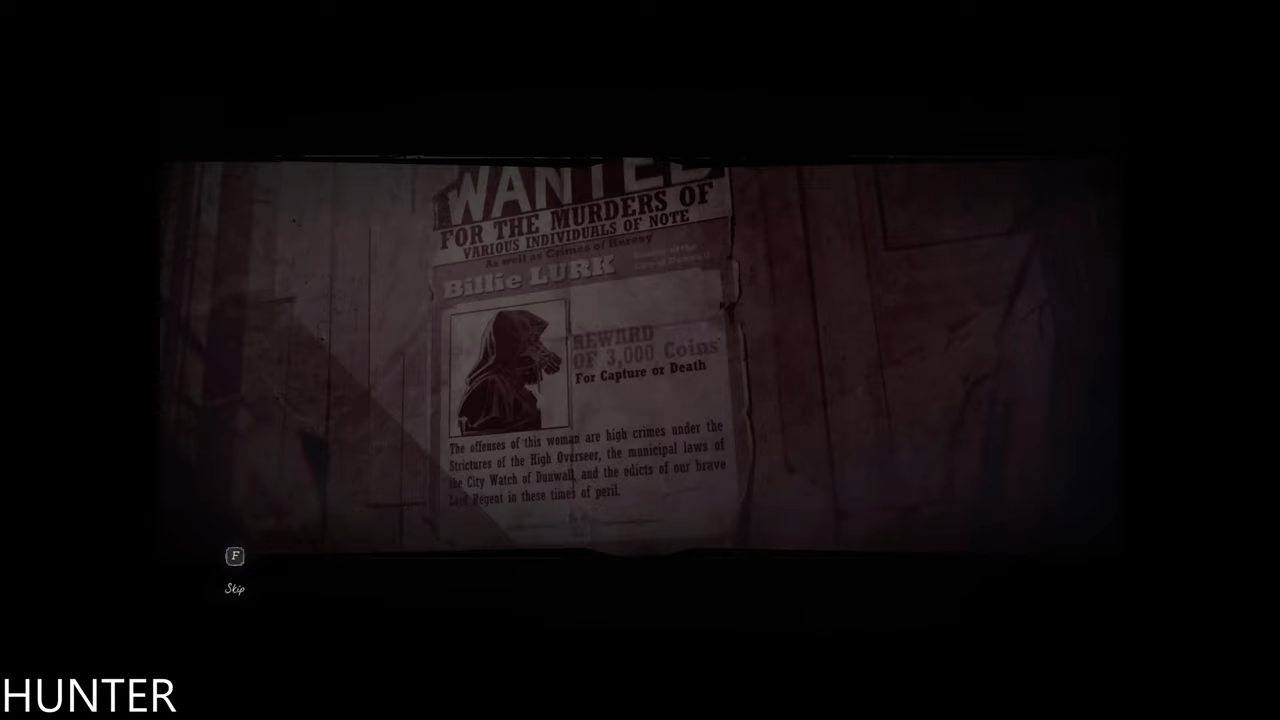 WANTED
FOR THE MURDERS OF
VARIOUS INDIVIDUALS OF NOTE
As well as Crimes of Heresy
Billie LURK
REWARD
OF 3,000 Coins
For Capture or Death
The offenses of this woman are high crimes under the
Strictures of the High Overseer, the municipal laws of
the City Watch of Dunwall, and the edicts of our brave
Lord Regent in these times of peril.
F
Skip
HUNTER